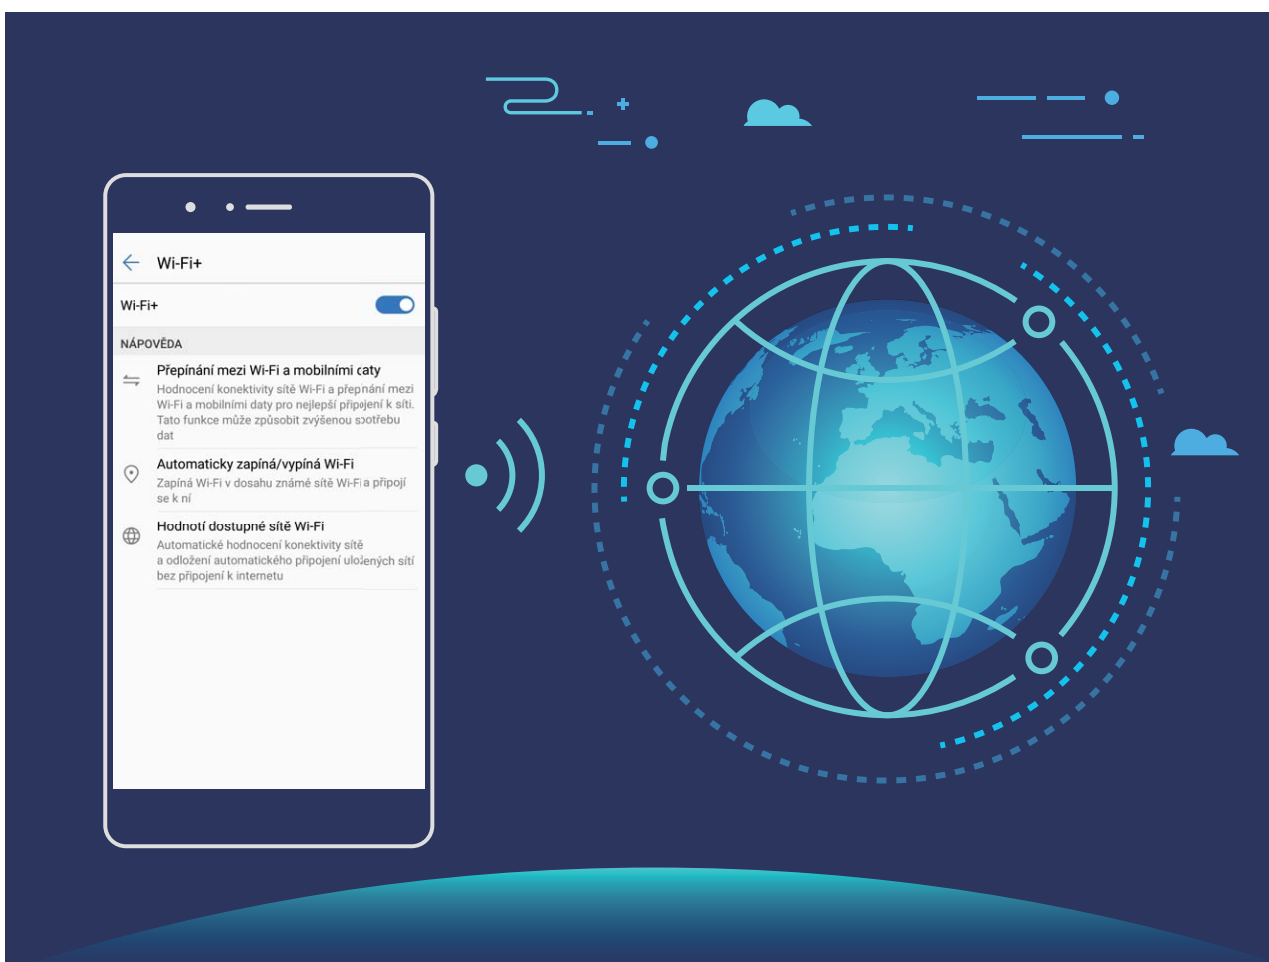 Wi-Fi+
Wi-Fi+
NÁPOVĚDA
Přepínání mezi Wi-Fi a mobilními caty
Hodnocení konektivity sítě Wi-Fi a přepínání mezi
Wi-Fi a mobilními daty pro nejlepší připojení k síti.
Tato funkce může způsobit zvýšenou spotřebu
dat
Automaticky zapíná/vypíná Wi-Fi
Zapíná Wi-Fi v dosahu známé sítě Wi-Fi a připojí
se k ní
Hodnotí dostupné sítě Wi-Fi
Automatické hodnocení konektivity sítě
a odložení automatického připojení uložených sítí
bez připojení k internetu